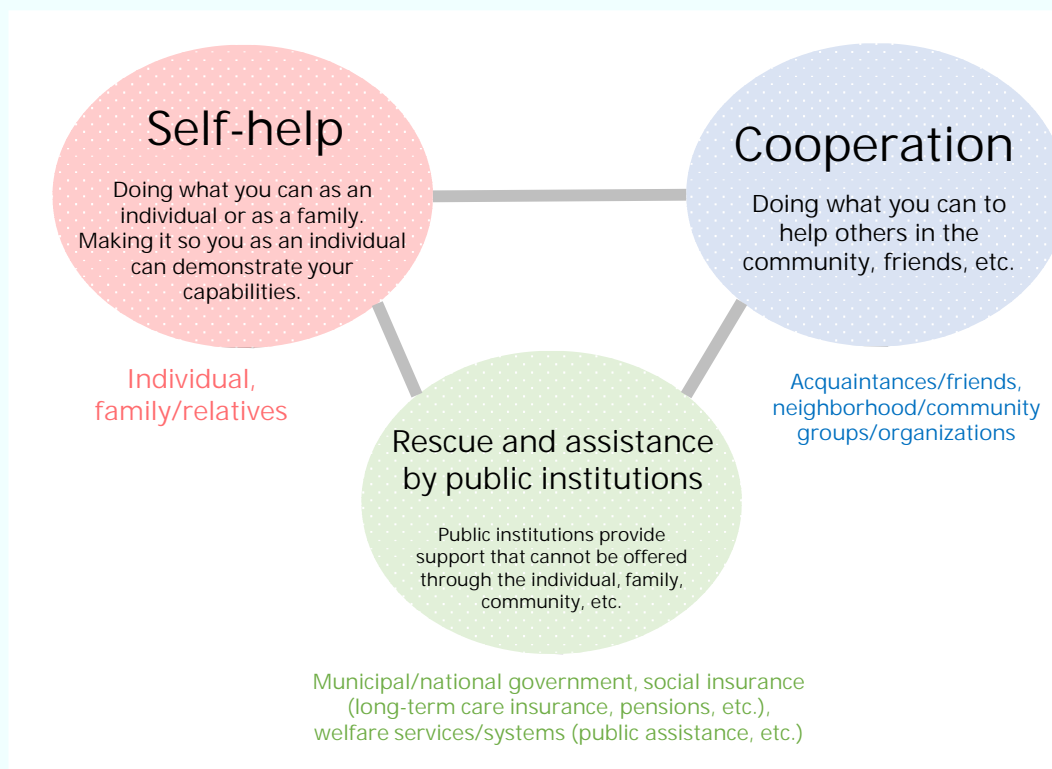 Self-help
Doing what you can as an
individual or as a family.
Making it so you as an individual
can demonstrate your
capabilities.
Individual,
family/relatives
Cooperation
Doing what you can to
help others in the
community, friends, etc.
Acquaintances/friends,
neighborhood/community
groups/organizations
Rescue and assistance
by public institutions
Public institutions provide
support that cannot be offered
through the individual, family,
community, etc.
Municipal/national government, social insurance
(long-term care insurance, pensions, etc.),
welfare services/systems (public assistance, etc.)